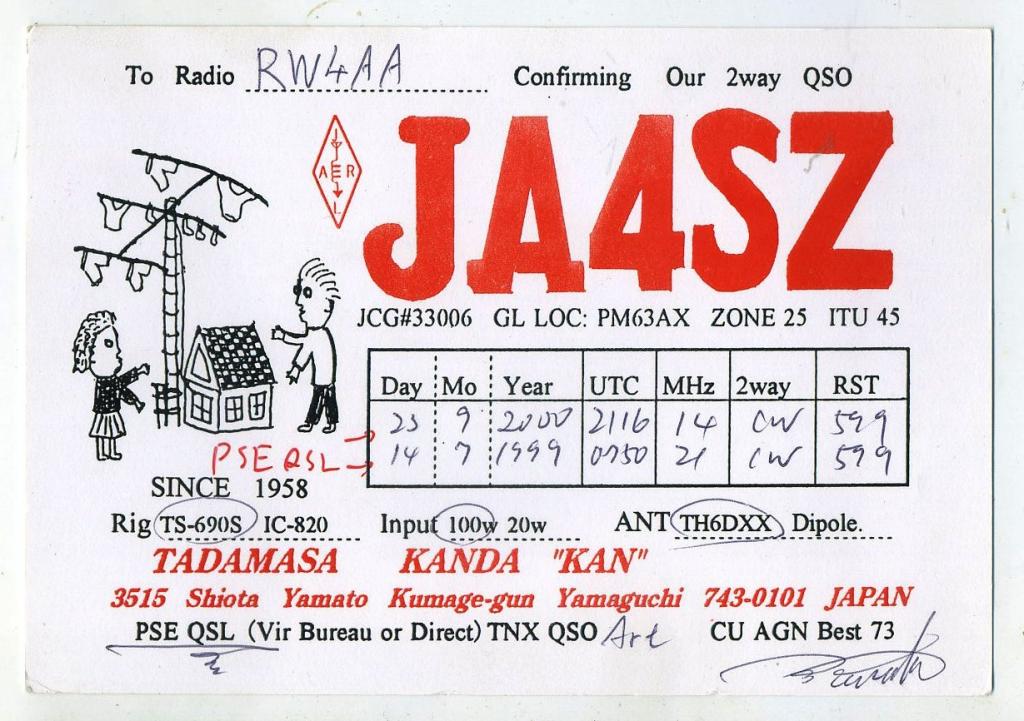 To Radio RW4AA Confirming Our 2way QSO
JARL
JA4SZ
JCG#33006 GL LOC: PM63AX ZONE 25 ITU 45
Day Mo Year UTC MHz 2way RST
23 9 2000 2116 14 CW 599
14 7 1999 0750 21 CW 599
PSE QSL
SINCE 1958
Rig TS-690S IC-820 Input 100w 20w ANT TH6DXX Dipole.
TADAMASA KANDA "KAN"
3515 Shiota Yamato Kumage-gun Yamaguchi 743-0101 JAPAN
PSE QSL (Vir Bureau or Direct) TNX QSO Art CU AGN Best 73